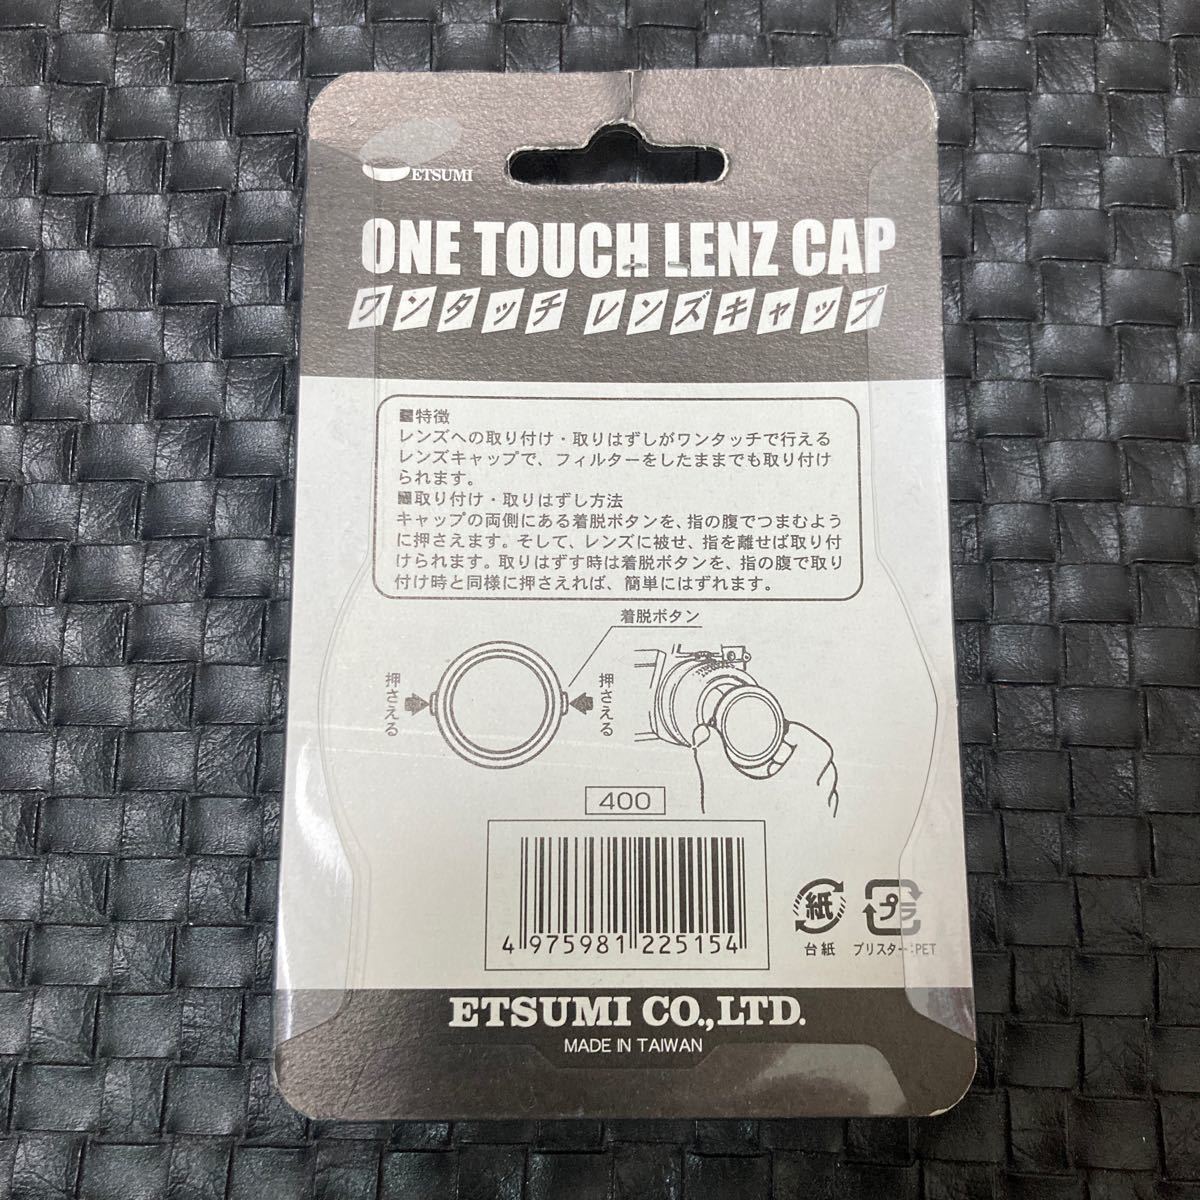 ETSUMI
ONE TOUCH LENZ CAP
ワンタッチ レンズキャップ
■特徴
レンズへの取り付け・取りはずしがワンタッチで行える
レンズキャップで、フィルターをしたままでも取り付け
られます。
■取り付け・取りはずし方法
キャップの両側にある着脱ボタンを、指の腹でつまむよう
に押さえます。そして、レンズに被せ、指を離せば取り付
けられます。取りはずす時は着脱ボタンを、指の腹で取り
付け時と同様に押さえれば、簡単にはずれます。
着脱ボタン
押さえる
押さえる
400
4 975981 225154
紙
プラ
台紙
ブリスター:PET
ETSUMI CO.,LTD.
MADE IN TAIWAN